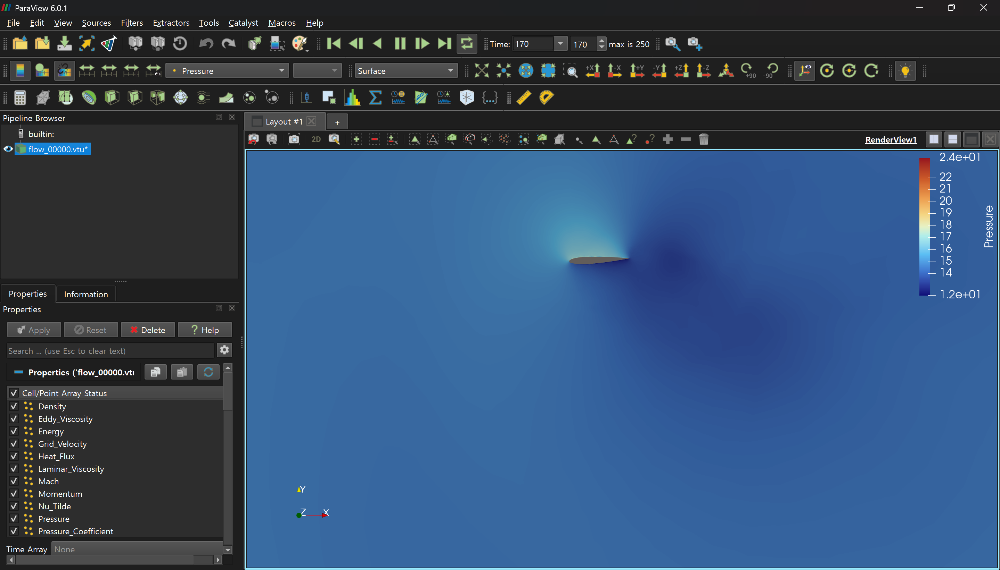 ParaView 6.0.1
File Edit View Sources Filters Extractors Tools Catalyst Macros Help
Time: 170 170 max is 250
Pressure Surface +X -X +Y -Y +Z -Z +90 -90
Pipeline Browser
Layout #1 +
builtin:
2D RenderView1
flow_00000.vtu*
2.4e+01
22
21
20
19
18
17
16
15
14
1.2e+01
Pressure
Properties Information
Properties
Apply Reset Delete ? Help
Search ... (use Esc to clear text)
Properties ('flow_00000.vtu
Cell/Point Array Status
Density
Eddy_Viscosity
Energy
Grid_Velocity
Heat_Flux
Laminar_Viscosity
Mach
Momentum
Nu_Tilde
Pressure
Pressure_Coefficient
Time Array None
Y
Z X